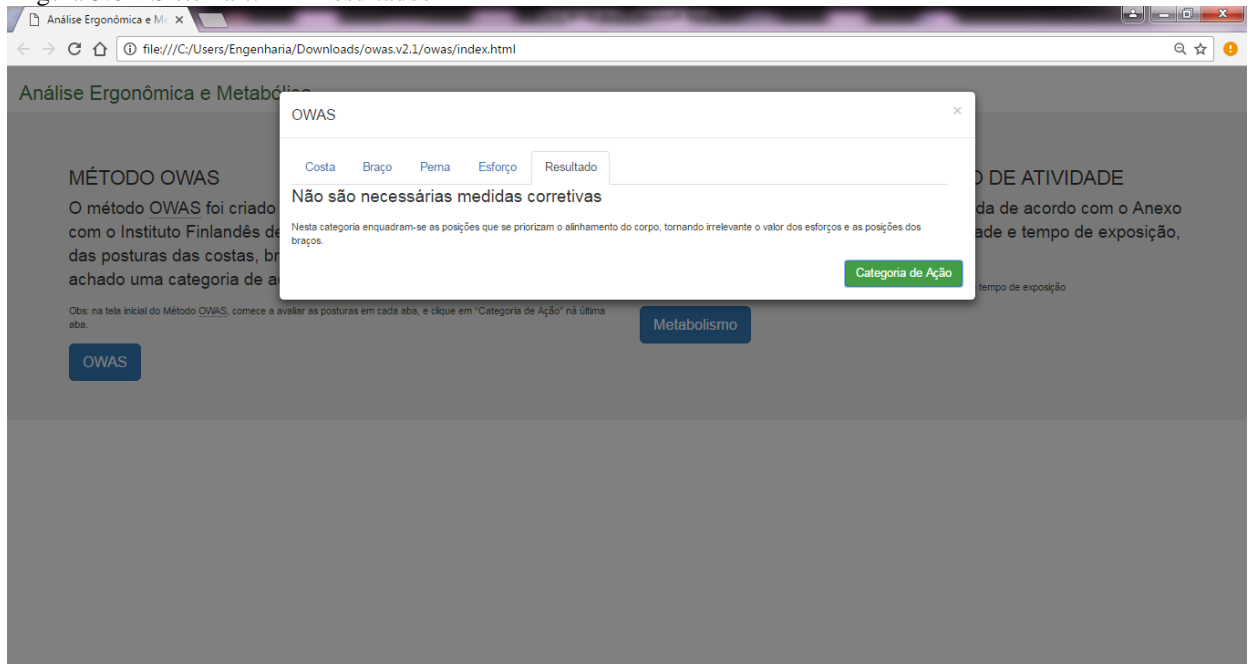 Análise Ergonômica e M
file:///C:/Users/Engenharia/Downloads/owas.v2.1/owas/index.html
Análise Ergonômica e Metabólica
OWAS
×
Costa Braço Perna Esforço Resultado
Não são necessárias medidas corretivas
Nesta categoria enquadram-se as posições que se priorizam o alinhamento do corpo, tornando irrelevante o valor dos esforços e as posições dos
braços.
Categoria de Ação
MÉTODO OWAS
O método OWAS foi criado
com o Instituto Finlandês de
das posturas das costas, br
achado uma categoria de a
Obs: na tela inicial do Método OWAS, comece a avaliar as posturas em cada aba, e clique em "Categoria de Ação" ná última
aba.
OWAS
O DE ATIVIDADE
da de acordo com o Anexo
ade e tempo de exposição,
tempo de exposição
Metabolismo